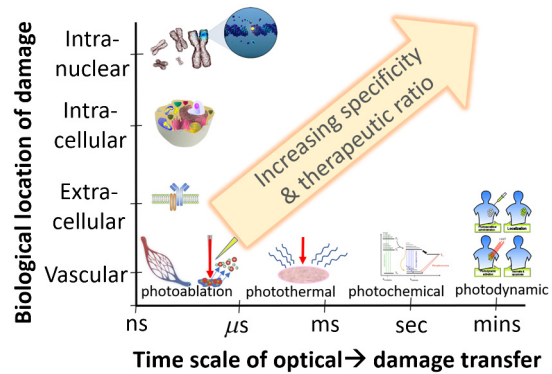 Biological location of damage
Intra-
nuclear
Intra-
cellular
Extra-
cellular
Vascular
Increasing specificity
& therapeutic ratio
Localization
photoablation
photothermal
photochemical
photodynamic
ns
μs
ms
sec
mins
Time scale of optical→ damage transfer